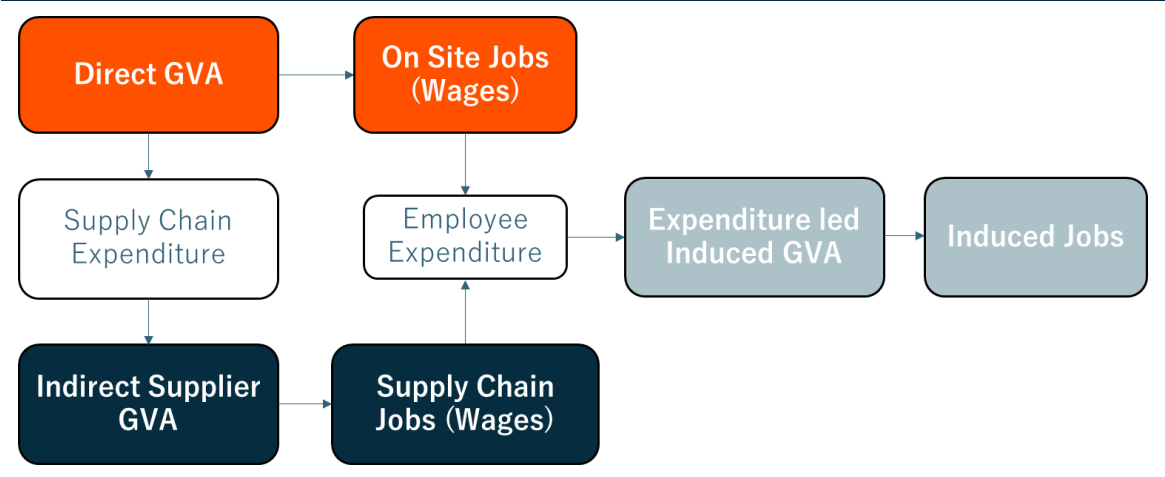 Direct GVA
On Site Jobs
(Wages)
Supply Chain
Expenditure
Employee
Expenditure
Expenditure led
Induced GVA
Induced Jobs
Indirect Supplier
GVA
Supply Chain
Jobs (Wages)